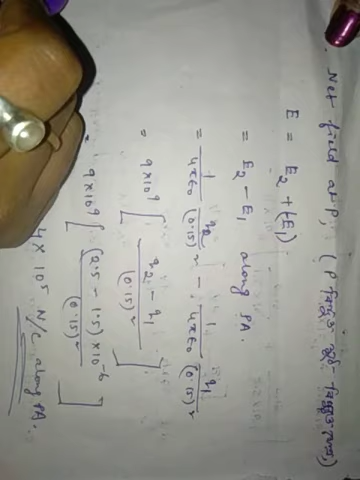 Net field at P,
E = E₂ + (-E₁)
= E₂ - E₁ along PA.
= 1/4πε₀ q₂/(0.15)² - 1/4πε₀ q₁/(0.15)²
= 9×10⁹ [ q₂ - q₁ / (0.15)² ]
= 9×10⁹ [ (2.5 - 1.5) × 10⁻⁶ / (0.15)² ]
4 × 10⁵ N/C along PA.